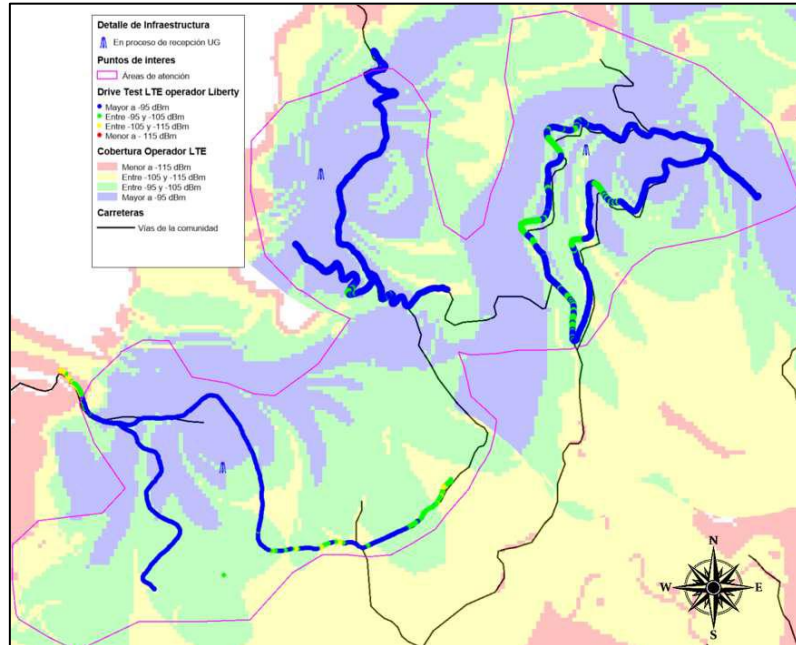 Detalle de Infraestructura
En proceso de recepción UG
Puntos de interes
Áreas de atención
Drive Test LTE operador Liberty
Mayor a -95 dBm
Entre -95 y -105 dBm
Entre -105 y -115 dBm
Menor a - 115 dBm
Cobertura Operador LTE
Menor a -115 dBm
Entre -105 y -115 dBm
Entre -95 y -105 dBm
Mayor a -95 dBm
Carreteras
Vías de la comunidad
N
W E
S